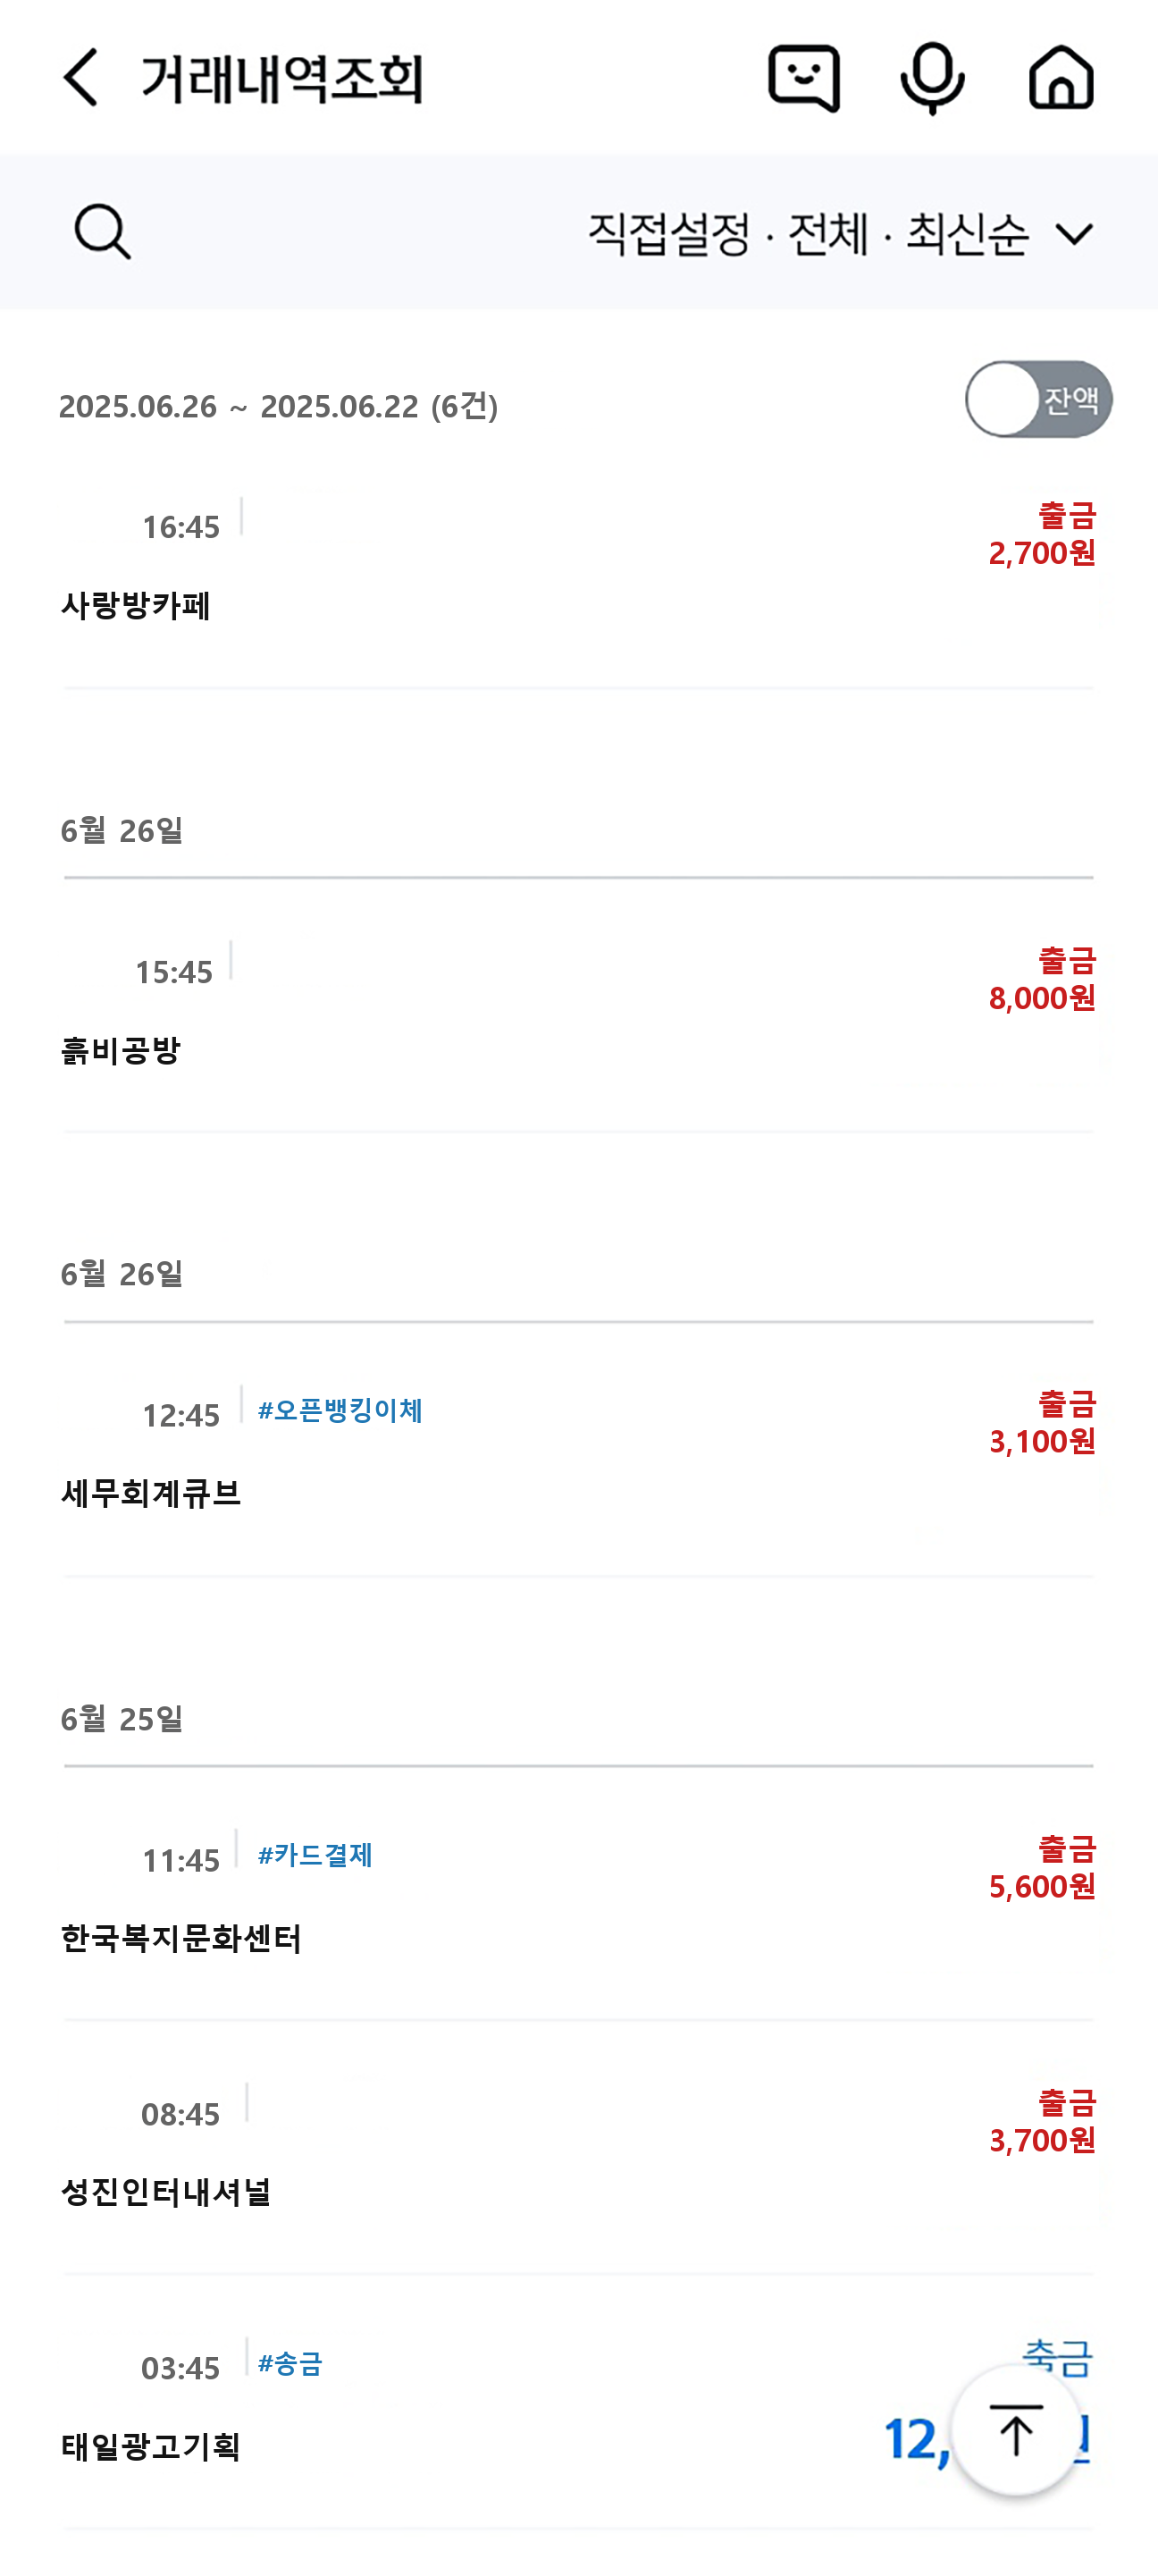 거래내역조회
직접설정 · 전체 · 최신순
2025.06.26 ~ 2025.06.22 (6건)
잔액
16:45
출금
2,700원
사랑방카페
6월 26일
15:45
출금
8,000원
흙비공방
6월 26일
12:45 #오픈뱅킹이체
출금
3,100원
세무회계큐브
6월 25일
11:45 #카드결제
출금
5,600원
한국복지문화센터
08:45
출금
3,700원
성진인터내셔널
03:45 #송금
태일광고기획
12,